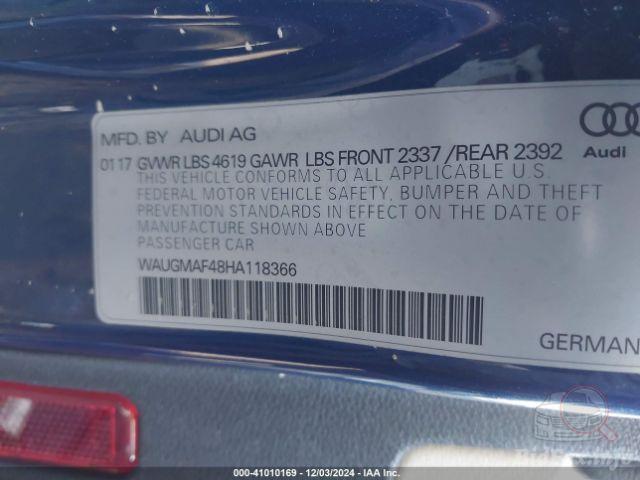 MFD. BY AUDI AG
01 17 GVWR LBS 4619 GAWR LBS FRONT 2337 /REAR 2392
Audi
THIS VEHICLE CONFORMS TO ALL APPLICABLE U.S.
FEDERAL MOTOR VEHICLE SAFETY, BUMPER AND THEFT
PREVENTION STANDARDS IN EFFECT ON THE DATE OF
MANUFACTURE SHOWN ABOVE
PASSENGER CAR
WAUGMAF48HA118366
GERMAN
000-41010169 - 12/03/2024 - IAA Inc.